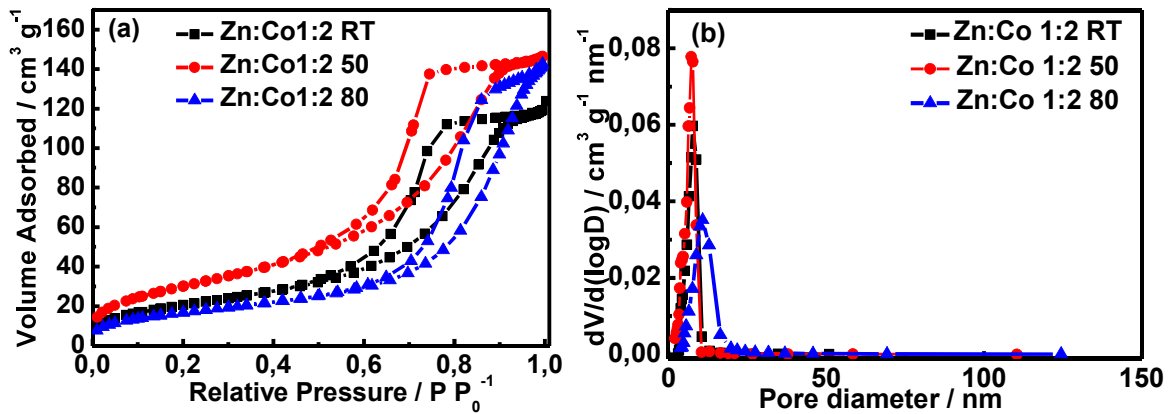 (a)
Zn:Co1:2 RT
Zn:Co1:2 50
Zn:Co1:2 80
Volume Adsorbed / cm³ g⁻¹
160
140
120
100
80
60
40
20
0
0,0 0,2 0,4 0,6 0,8 1,0
Relative Pressure / P P₀⁻¹
(b)
Zn:Co 1:2 RT
Zn:Co 1:2 50
Zn:Co 1:2 80
dV/d(logD) / cm³ g⁻¹ nm⁻¹
0,08
0,06
0,04
0,02
0,00
0 50 100 150
Pore diameter / nm